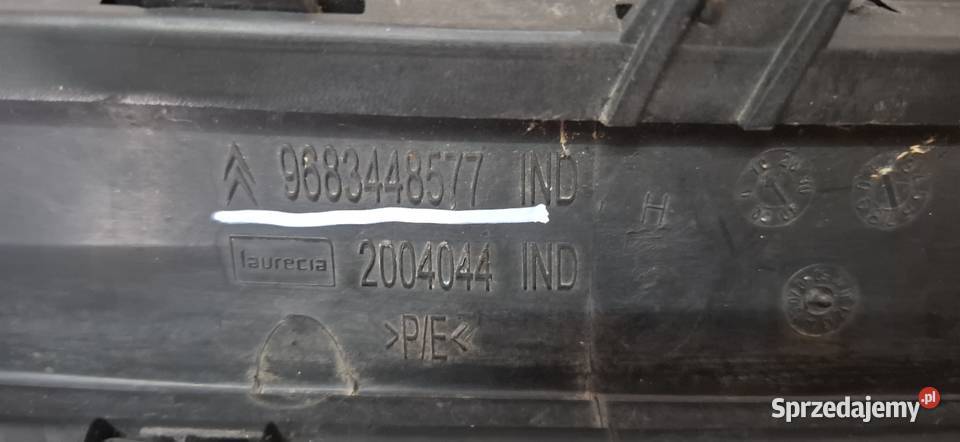 9683448577 IND
H
faurecia 2004044 IND
>P/E<
Sprzedajemy.pl